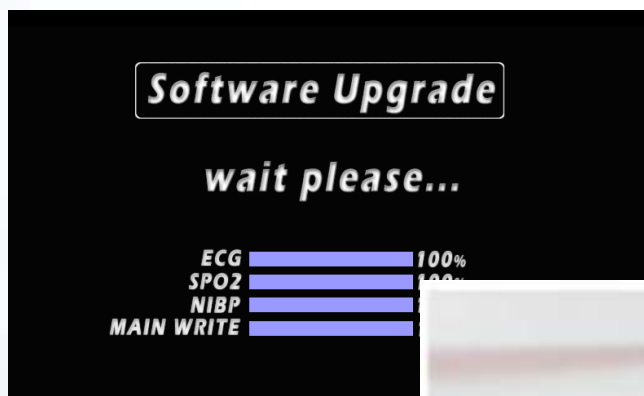 Software Upgrade
wait please...
ECG 100%
SPO2
NIBP
MAIN WRITE